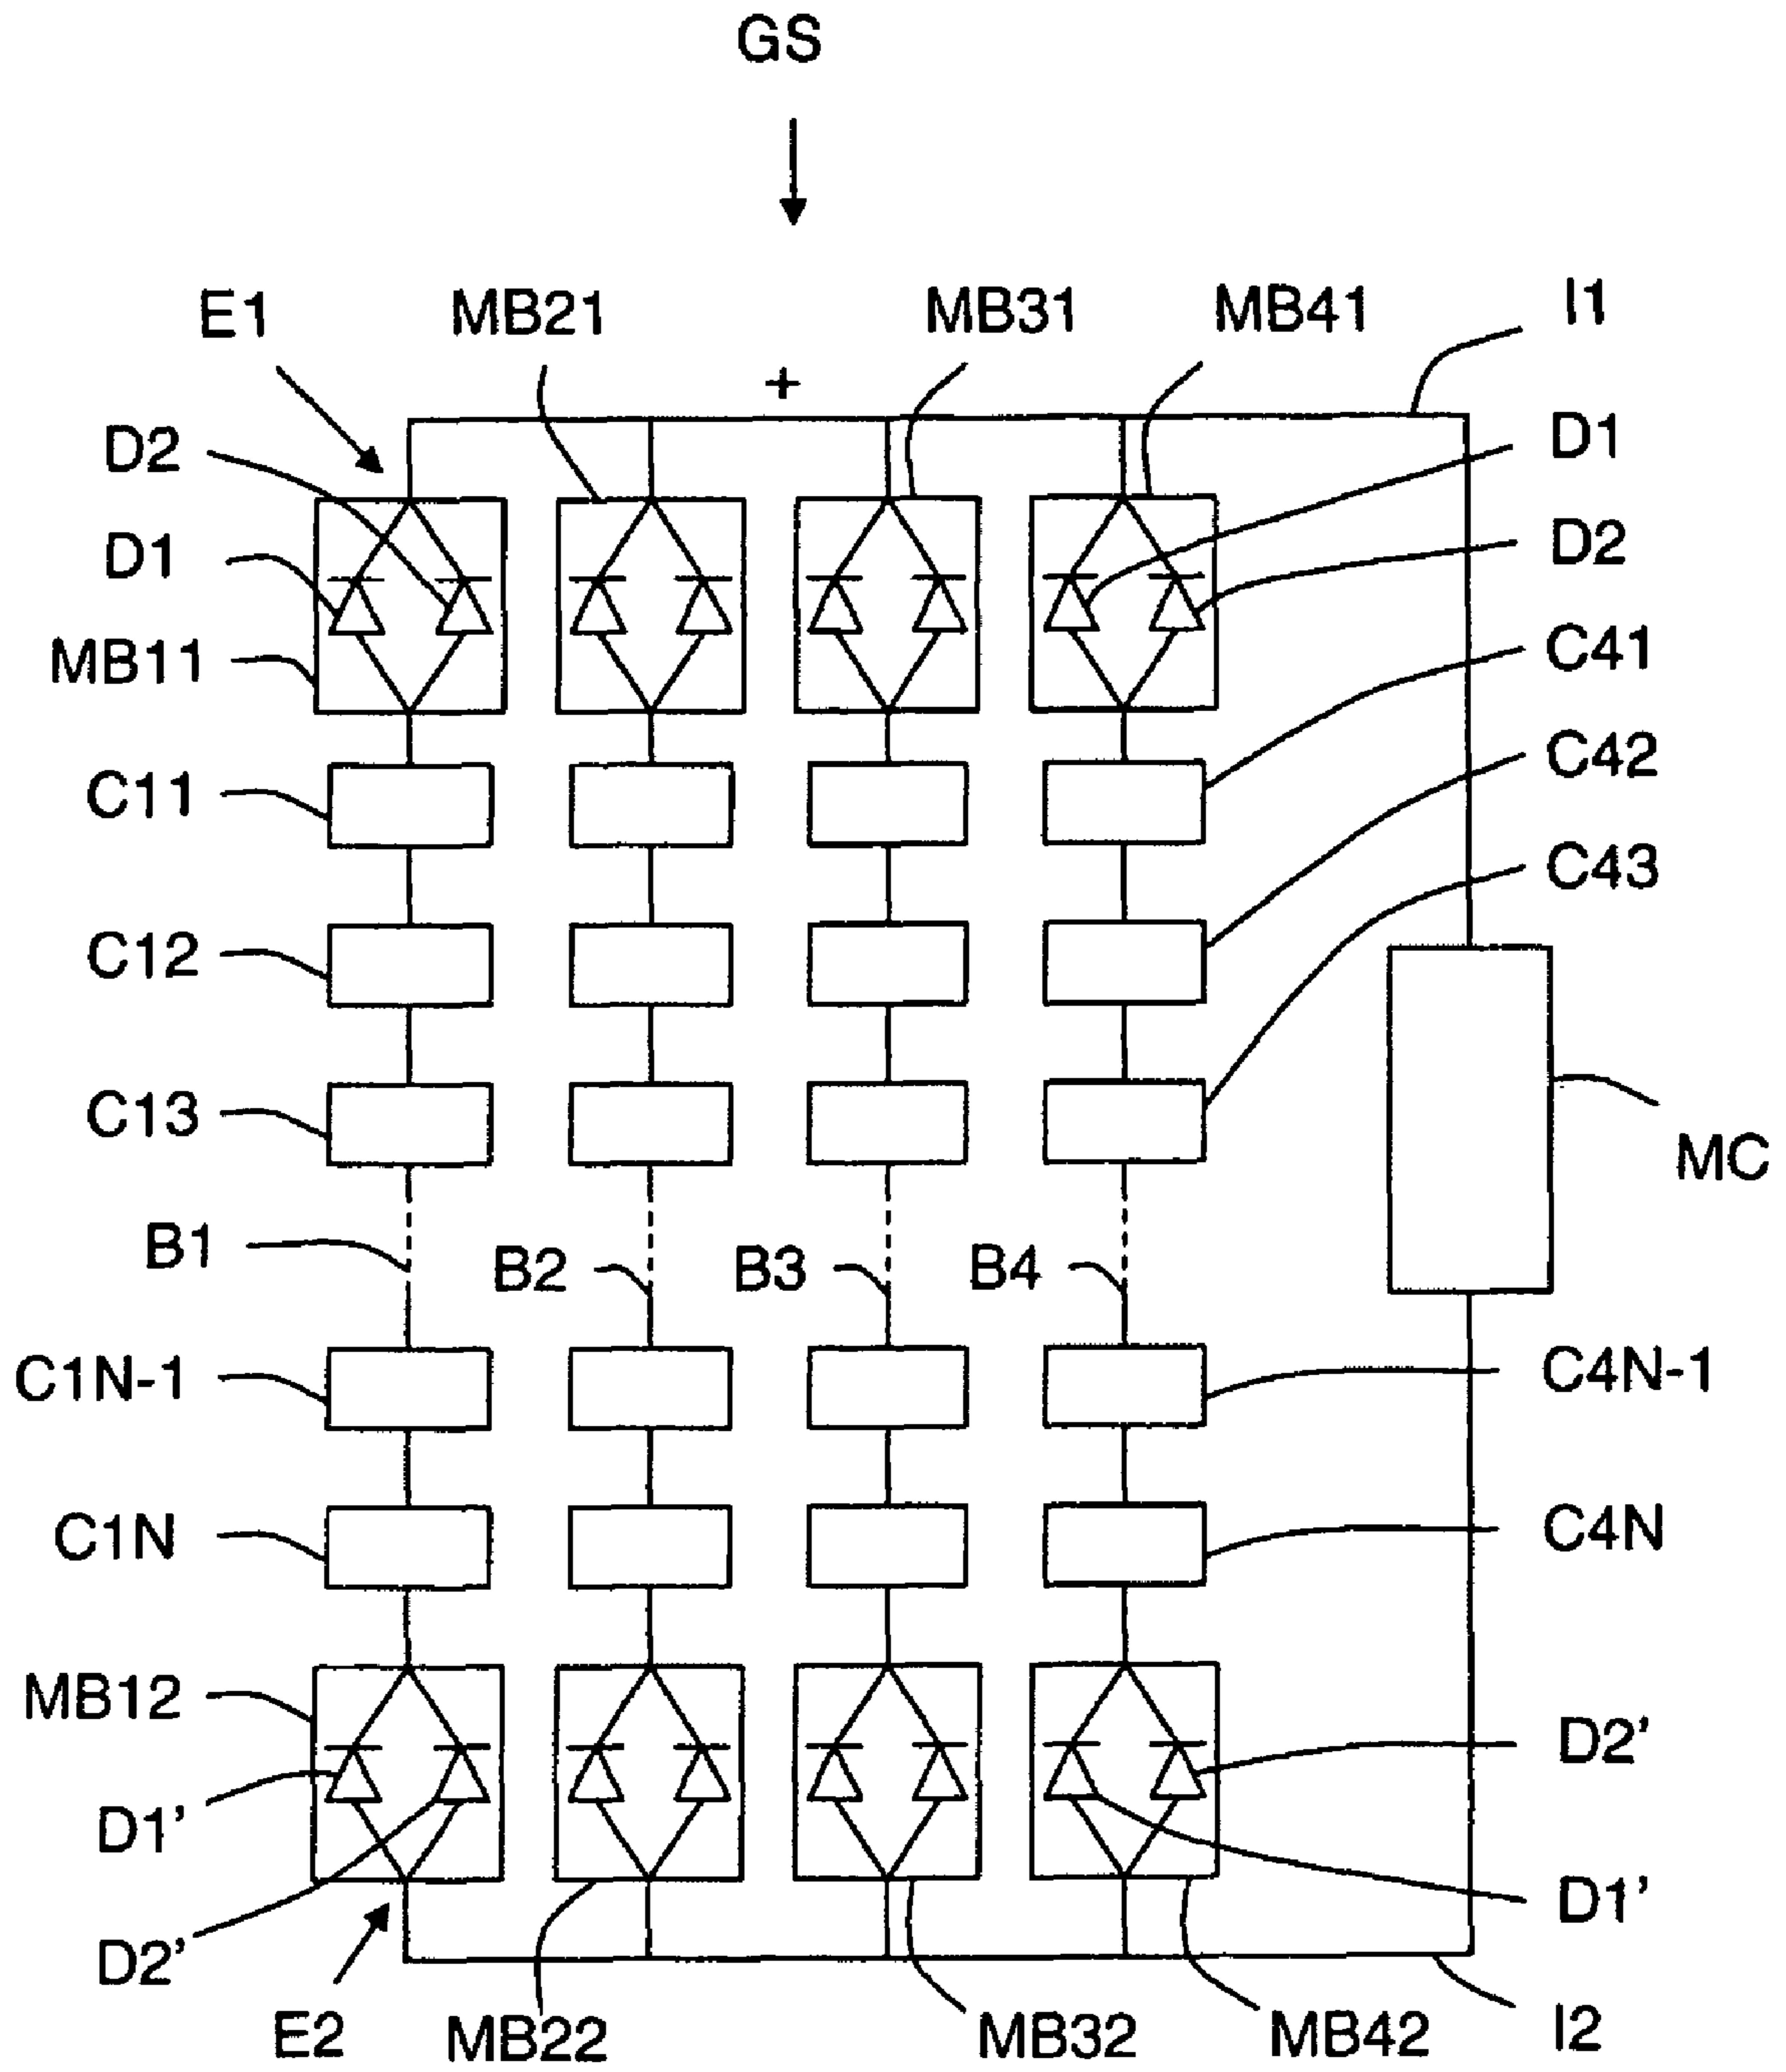 GS
E1
MB21
MB31
MB41
I1
+
D2
D1
D1
D2
MB11
C41
C11
C42
C43
C12
C13
MC
B1
B2
B3
B4
C1N-1
C4N-1
C1N
C4N
MB12
D2'
D1'
D1'
D2'
E2
MB22
MB32
MB42
I2